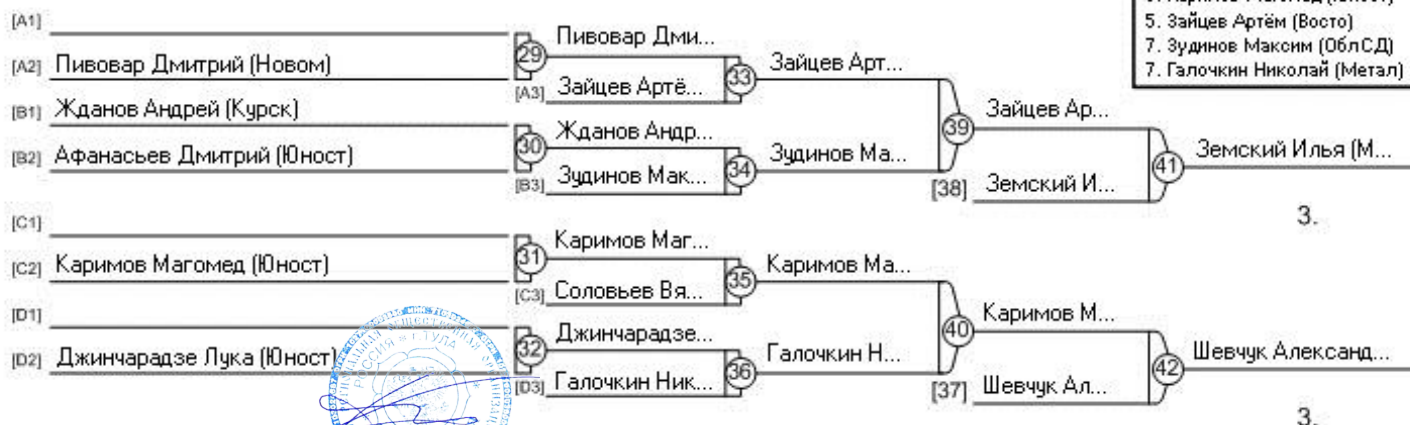 5. Зайцев Артём (Восто)
7. Зудинов Максим (ОблСД)
7. Галочкин Николай (Метал)
[A1]
[A2] Пивовар Дмитрий (Новом)
29
Пивовар Дми...
[A3] Зайцев Артё...
33
Зайцев Арт...
[B1] Жданов Андрей (Курск)
[B2] Афанасьев Дмитрий (Юност)
30
Жданов Андр...
[B3] Зудинов Мак...
34
Зудинов Ма...
39
Зайцев Ар...
[38] Земский И...
41
Земский Илья (М...
3.
[C1]
[C2] Каримов Магомед (Юност)
31
Каримов Маг...
[C3] Соловьев Вя...
35
Каримов Ма...
[D1]
[D2] Джинчарадзе Лука (Юност)
32
Джинчарадзе...
[D3] Галочкин Ник...
36
Галочкин Н...
40
Каримов М...
[37] Шевчук Ал...
42
Шевчук Александ...
3.
РОССИЯ г.ТУЛА